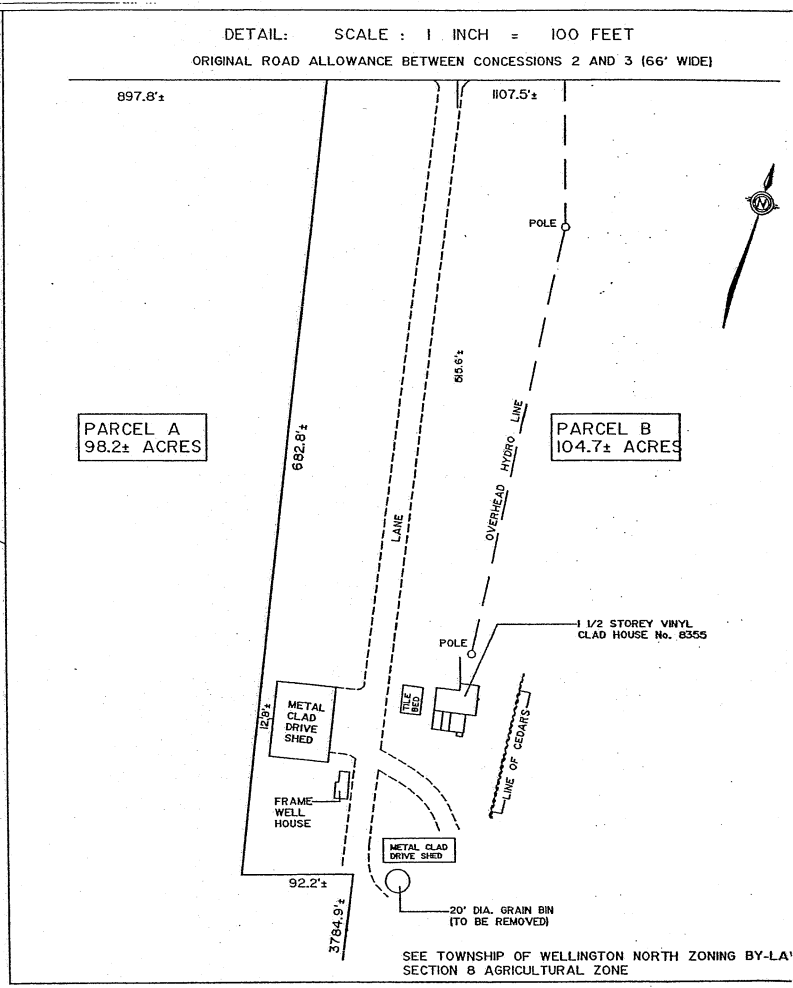 DETAIL: SCALE : 1 INCH = 100 FEET
ORIGINAL ROAD ALLOWANCE BETWEEN CONCESSIONS 2 AND 3 (66' WIDE)
897.8'±
1107.5'±
N
POLE
515.6'±
PARCEL A
98.2± ACRES
682.8'±
PARCEL B
104.7± ACRES
OVERHEAD HYDRO LINE
LANE
1 1/2 STOREY VINYL
CLAD HOUSE No. 8355
POLE
TILE
BED
METAL
CLAD
DRIVE
SHED
12.8'±
LINE OF CEDARS
FRAME
WELL
HOUSE
METAL CLAD
DRIVE SHED
92.2'±
3784.9'±
20' DIA. GRAIN BIN
(TO BE REMOVED)
SEE TOWNSHIP OF WELLINGTON NORTH ZONING BY-LA
SECTION 8 AGRICULTURAL ZONE